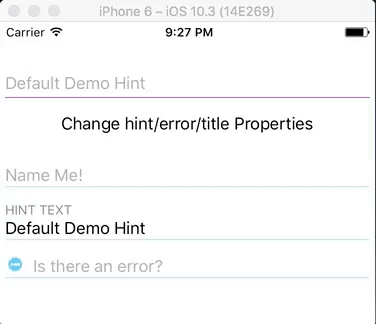 iPhone 6 – iOS 10.3 (14E269)
Carrier 9:27 PM
Default Demo Hint
Change hint/error/title Properties
Name Me!
HINT TEXT
Default Demo Hint
Is there an error?